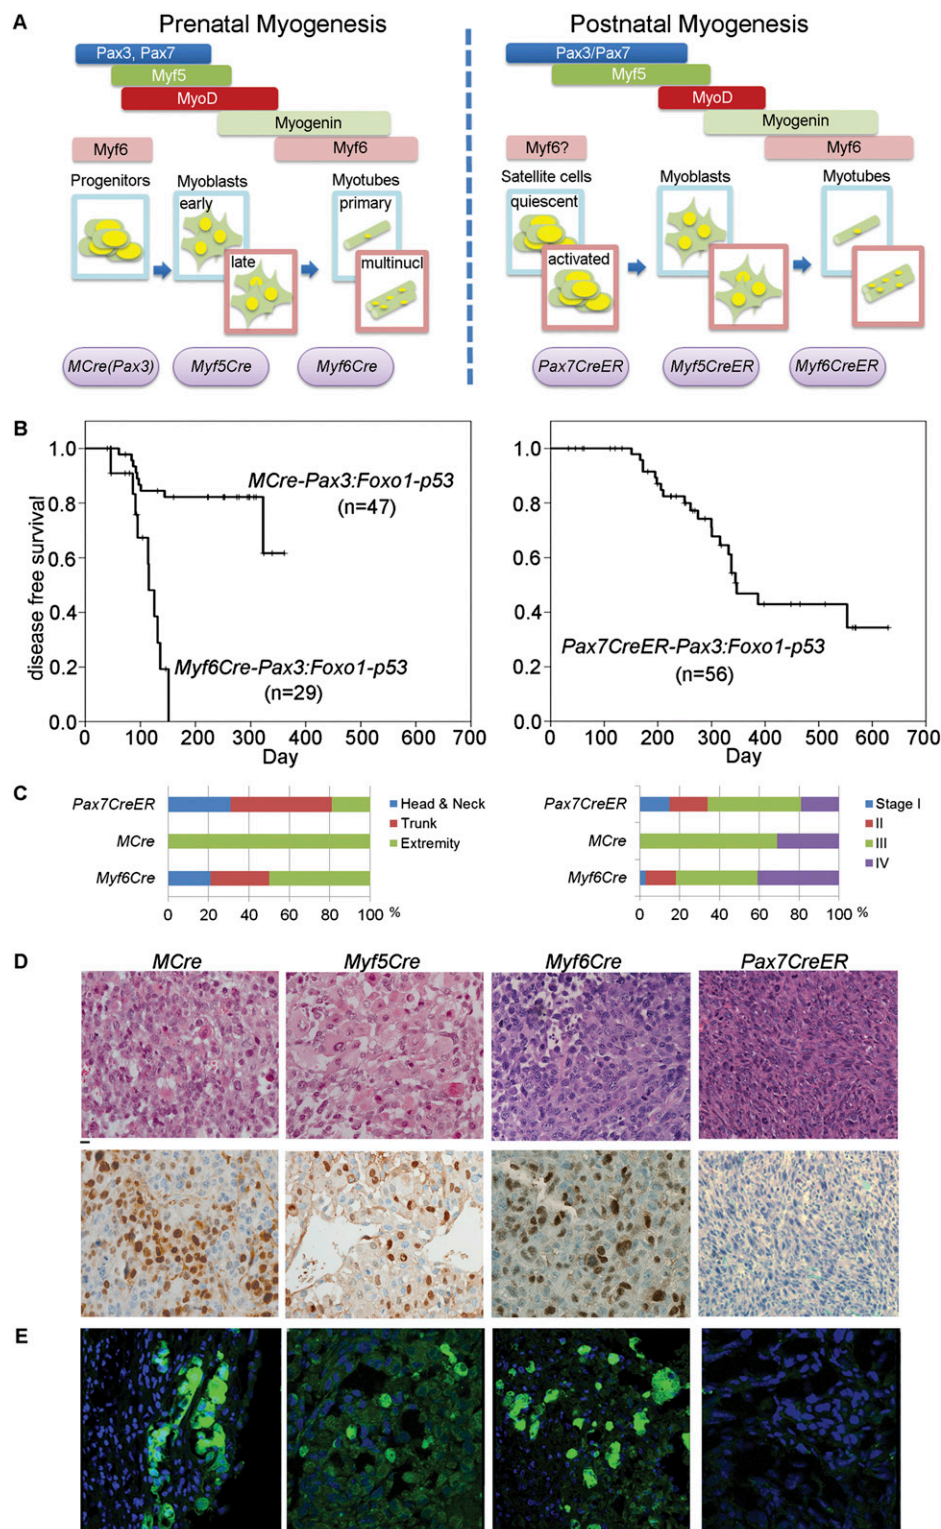 A
Prenatal Myogenesis
Postnatal Myogenesis
Pax3, Pax7
Myf5
MyoD
Myogenin
Myf6
Myf6
Progenitors
Myoblasts
early
late
Myotubes
primary
multinucl
MCre(Pax3)
Myf5Cre
Myf6Cre
Pax3/Pax7
Myf5
MyoD
Myogenin
Myf6?
Myf6
Satellite cells
quiescent
activated
Myoblasts
Myotubes
Pax7CreER
Myf5CreER
Myf6CreER
B
disease free survival
1.0
0.8
0.6
0.4
0.2
0.0
MCre-Pax3:Foxo1-p53
(n=47)
Myf6Cre-Pax3:Foxo1-p53
(n=29)
0 100 200 300 400 500 600 700
Day
1.0
0.8
0.6
0.4
0.2
0.0
Pax7CreER-Pax3:Foxo1-p53
(n=56)
0 100 200 300 400 500 600 700
Day
C
Pax7CreER
MCre
Myf6Cre
0 20 40 60 80 100 %
Head & Neck
Trunk
Extremity
Pax7CreER
MCre
Myf6Cre
0 20 40 60 80 100 %
Stage I
II
III
IV
D
MCre Myf5Cre Myf6Cre Pax7CreER
E